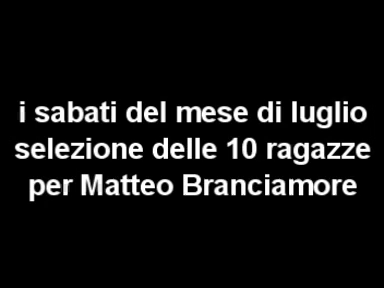 i sabati del mese di luglio
selezione delle 10 ragazze
per Matteo Branciamore